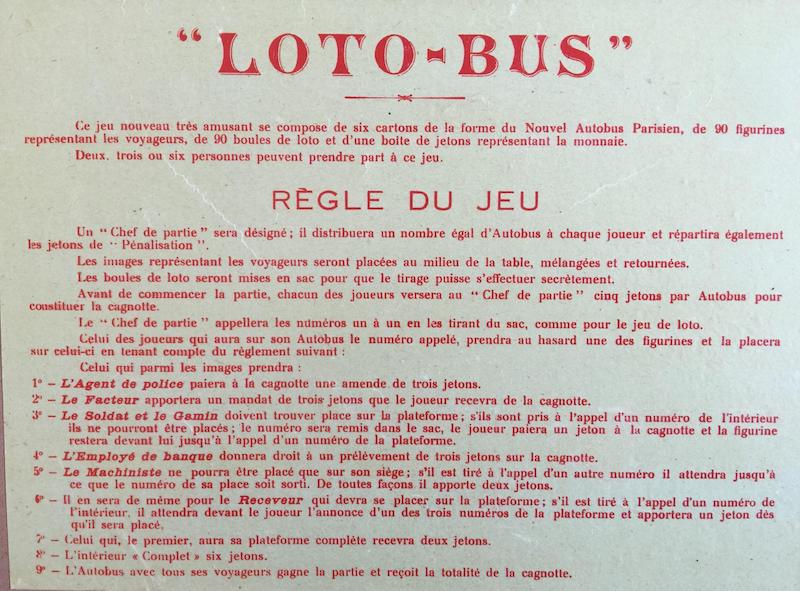 “LOTO-BUS”
Ce jeu nouveau très amusant se compose de six cartons de la forme du Nouvel Autobus Parisien, de 90 figurines
représentant les voyageurs, de 90 boules de loto et d'une boîte de jetons représentant la monnaie.
Deux, trois ou six personnes peuvent prendre part à ce jeu.
RÈGLE DU JEU
Un “Chef de partie” sera désigné; il distribuera un nombre égal d'Autobus à chaque joueur et répartira également
les jetons de “Pénalisation”.
Les images représentant les voyageurs seront placées au milieu de la table, mélangées et retournées.
Les boules de loto seront mises en sac pour que le tirage puisse s'effectuer secrètement.
Avant de commencer la partie, chacun des joueurs versera au “Chef de partie” cinq jetons par Autobus pour
constituer la cagnotte.
Le “Chef de partie” appellera les numéros un à un en les tirant du sac, comme pour le jeu de loto.
Celui des joueurs qui aura sur son Autobus le numéro appelé, prendra au hasard une des figurines et la placera
sur celui-ci en tenant compte du règlement suivant :
Celui qui parmi les images prendra :
1° – L'Agent de police paiera à la cagnotte une amende de trois jetons.
2° – Le Facteur apportera un mandat de trois jetons que le joueur recevra de la cagnotte.
3° – Le Soldat et le Gamin doivent trouver place sur la plateforme; s'ils sont pris à l'appel d'un numéro de l'intérieur
ils ne pourront être placés; le numéro sera remis dans le sac, le joueur paiera un jeton à la cagnotte et la figurine
restera devant lui jusqu'à l'appel d'un numéro de la plateforme.
4° – L'Employé de banque donnera droit à un prélèvement de trois jetons sur la cagnotte.
5° – Le Machiniste ne pourra être placé que sur son siège; s'il est tiré à l'appel d'un autre numéro il attendra jusqu'à
ce que le numéro de sa place soit sorti. De toutes façons il apporte deux jetons.
6° – Il en sera de même pour le Receveur qui devra se placer sur la plateforme; s'il est tiré à l'appel d'un numéro de
l'intérieur, il attendra devant le joueur l'annonce d'un des trois numéros de la plateforme et apportera un jeton dès
qu'il sera placé.
7° – Celui qui, le premier, aura sa plateforme complète recevra deux jetons.
8° – L'intérieur « Complet » six jetons.
9° – L'Autobus avec tous ses voyageurs gagne la partie et reçoit la totalité de la cagnotte.